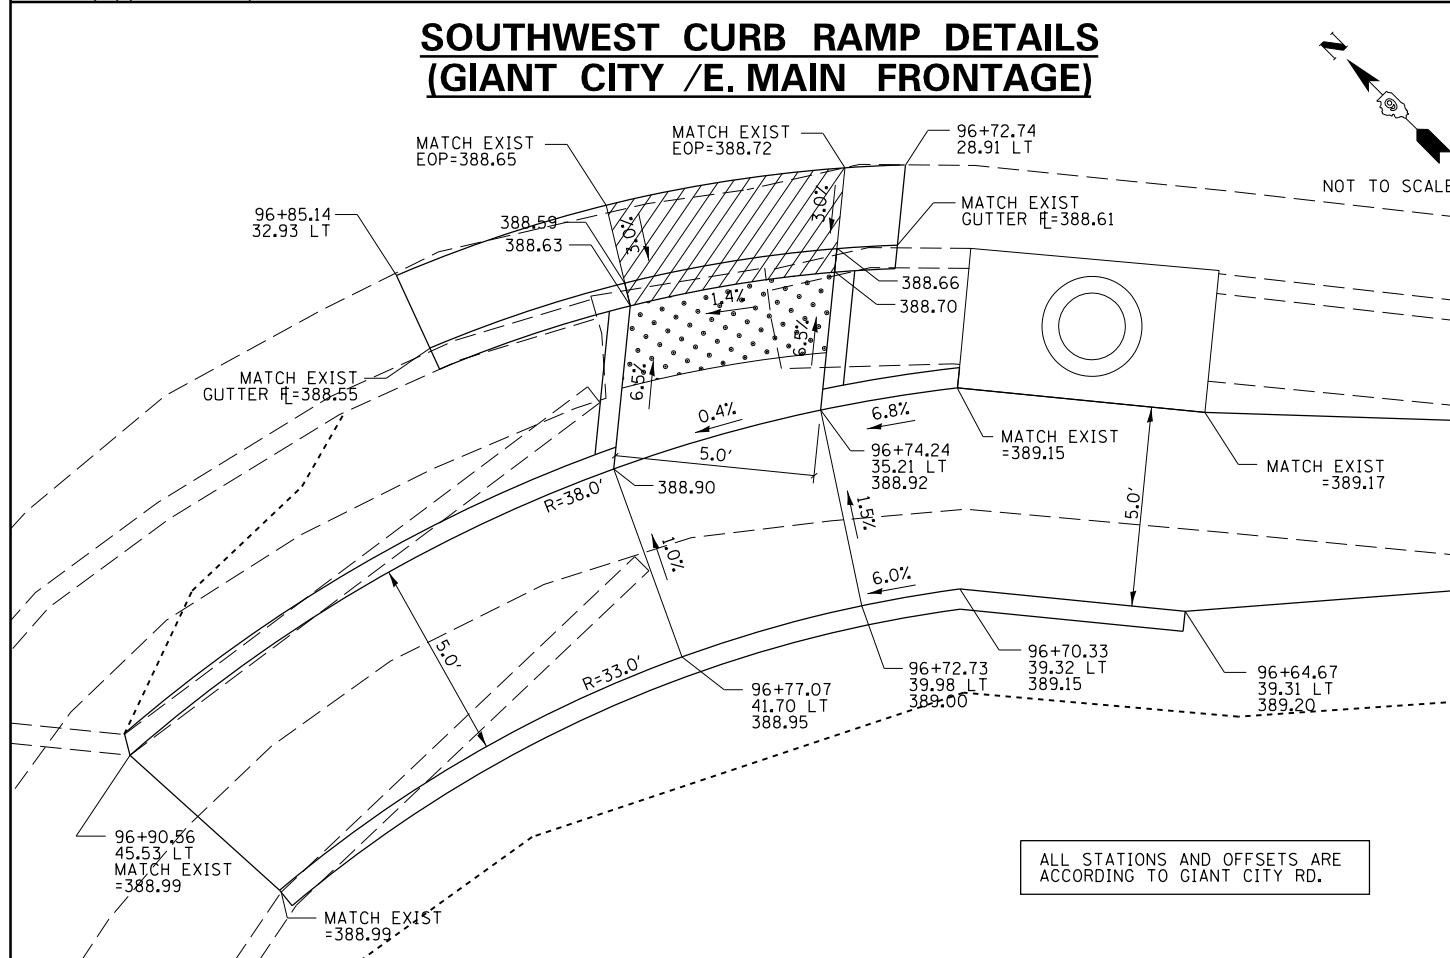 SOUTHWEST CURB RAMP DETAILS
(GIANT CITY /E. MAIN FRONTAGE)
N
NOT TO SCALE
MATCH EXIST
EOP=388.65
MATCH EXIST
EOP=388.72
96+72.74
28.91 LT
96+85.14
32.93 LT
388.59
388.63
3.0%
3.0%
MATCH EXIST
GUTTER FL=388.61
388.66
388.70
1.4%
6.5%
6.5%
MATCH EXIST
GUTTER FL=388.55
0.4%
6.8%
5.0'
96+74.24
35.21 LT
388.92
MATCH EXIST
=389.15
MATCH EXIST
=389.17
388.90
R=38.0'
1.5%
5.0'
1.0%
6.0%
5.0'
R=33.0'
96+77.07
41.70 LT
388.95
96+72.73
39.98 LT
389.00
96+70.33
39.32 LT
389.15
96+64.67
39.31 LT
389.20
96+90.56
45.53 LT
MATCH EXIST
=388.99
MATCH EXIST
=388.99
ALL STATIONS AND OFFSETS ARE
ACCORDING TO GIANT CITY RD.